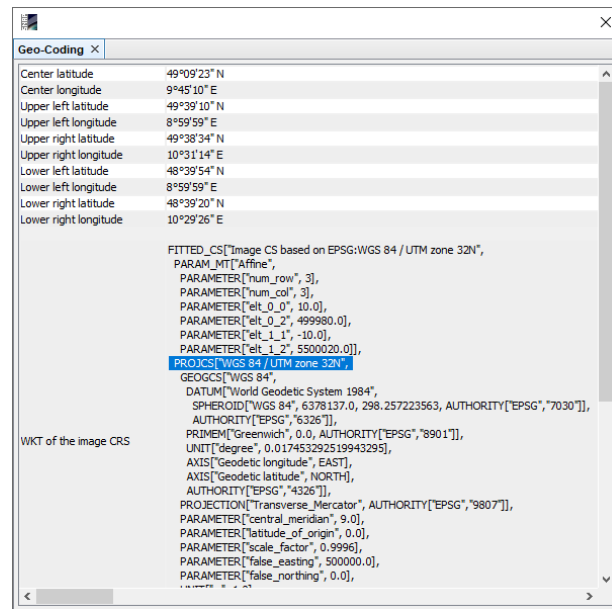 Geo-Coding
Center latitude 49°09'23" N
Center longitude 9°45'10" E
Upper left latitude 49°39'10" N
Upper left longitude 8°59'59" E
Upper right latitude 49°38'34" N
Upper right longitude 10°31'14" E
Lower left latitude 48°39'54" N
Lower left longitude 8°59'59" E
Lower right latitude 48°39'20" N
Lower right longitude 10°29'26" E
WKT of the image CRS
FITTED_CS["Image CS based on EPSG:WGS 84 / UTM zone 32N",
PARAM_MT["Affine",
PARAMETER["num_row", 3],
PARAMETER["num_col", 3],
PARAMETER["elt_0_0", 10.0],
PARAMETER["elt_0_2", 499980.0],
PARAMETER["elt_1_1", -10.0],
PARAMETER["elt_1_2", 5500020.0]],
PROJCS["WGS 84 / UTM zone 32N",
GEOGCS["WGS 84",
DATUM["World Geodetic System 1984",
SPHEROID["WGS 84", 6378137.0, 298.257223563, AUTHORITY["EPSG","7030"]],
AUTHORITY["EPSG","6326"]],
PRIMEM["Greenwich", 0.0, AUTHORITY["EPSG","8901"]],
UNIT["degree", 0.017453292519943295],
AXIS["Geodetic longitude", EAST],
AXIS["Geodetic latitude", NORTH],
AUTHORITY["EPSG","4326"]],
PROJECTION["Transverse_Mercator", AUTHORITY["EPSG","9807"]],
PARAMETER["central_meridian", 9.0],
PARAMETER["latitude_of_origin", 0.0],
PARAMETER["scale_factor", 0.9996],
PARAMETER["false_easting", 500000.0],
PARAMETER["false_northing", 0.0],